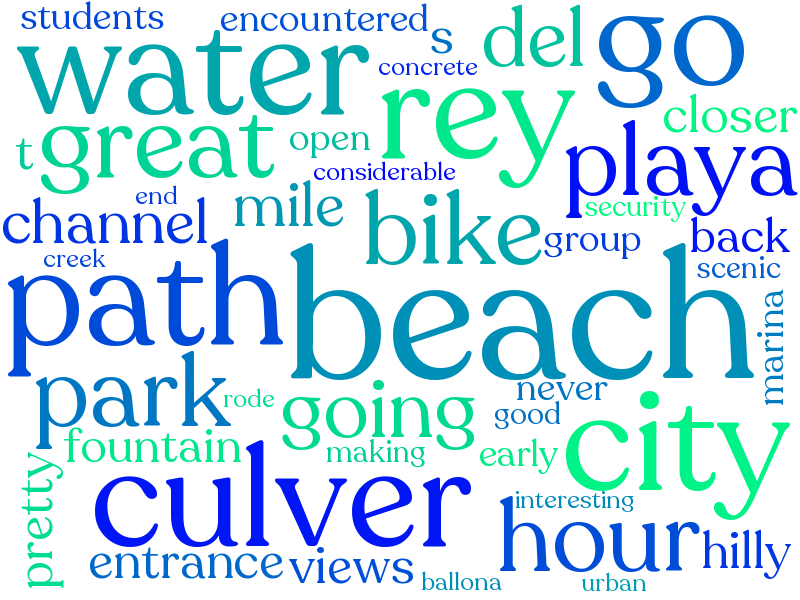 students
encountered
s
del
go
water
concrete
rey
closer
great
t
open
considerable
playa
end
mile
bike
security
channel
group
back
creek
scenic
path
beach
marina
park
rode
going
never
good
city
fountain
making
early
pretty
culver
interesting
hour
hilly
entrance
views
ballona
urban